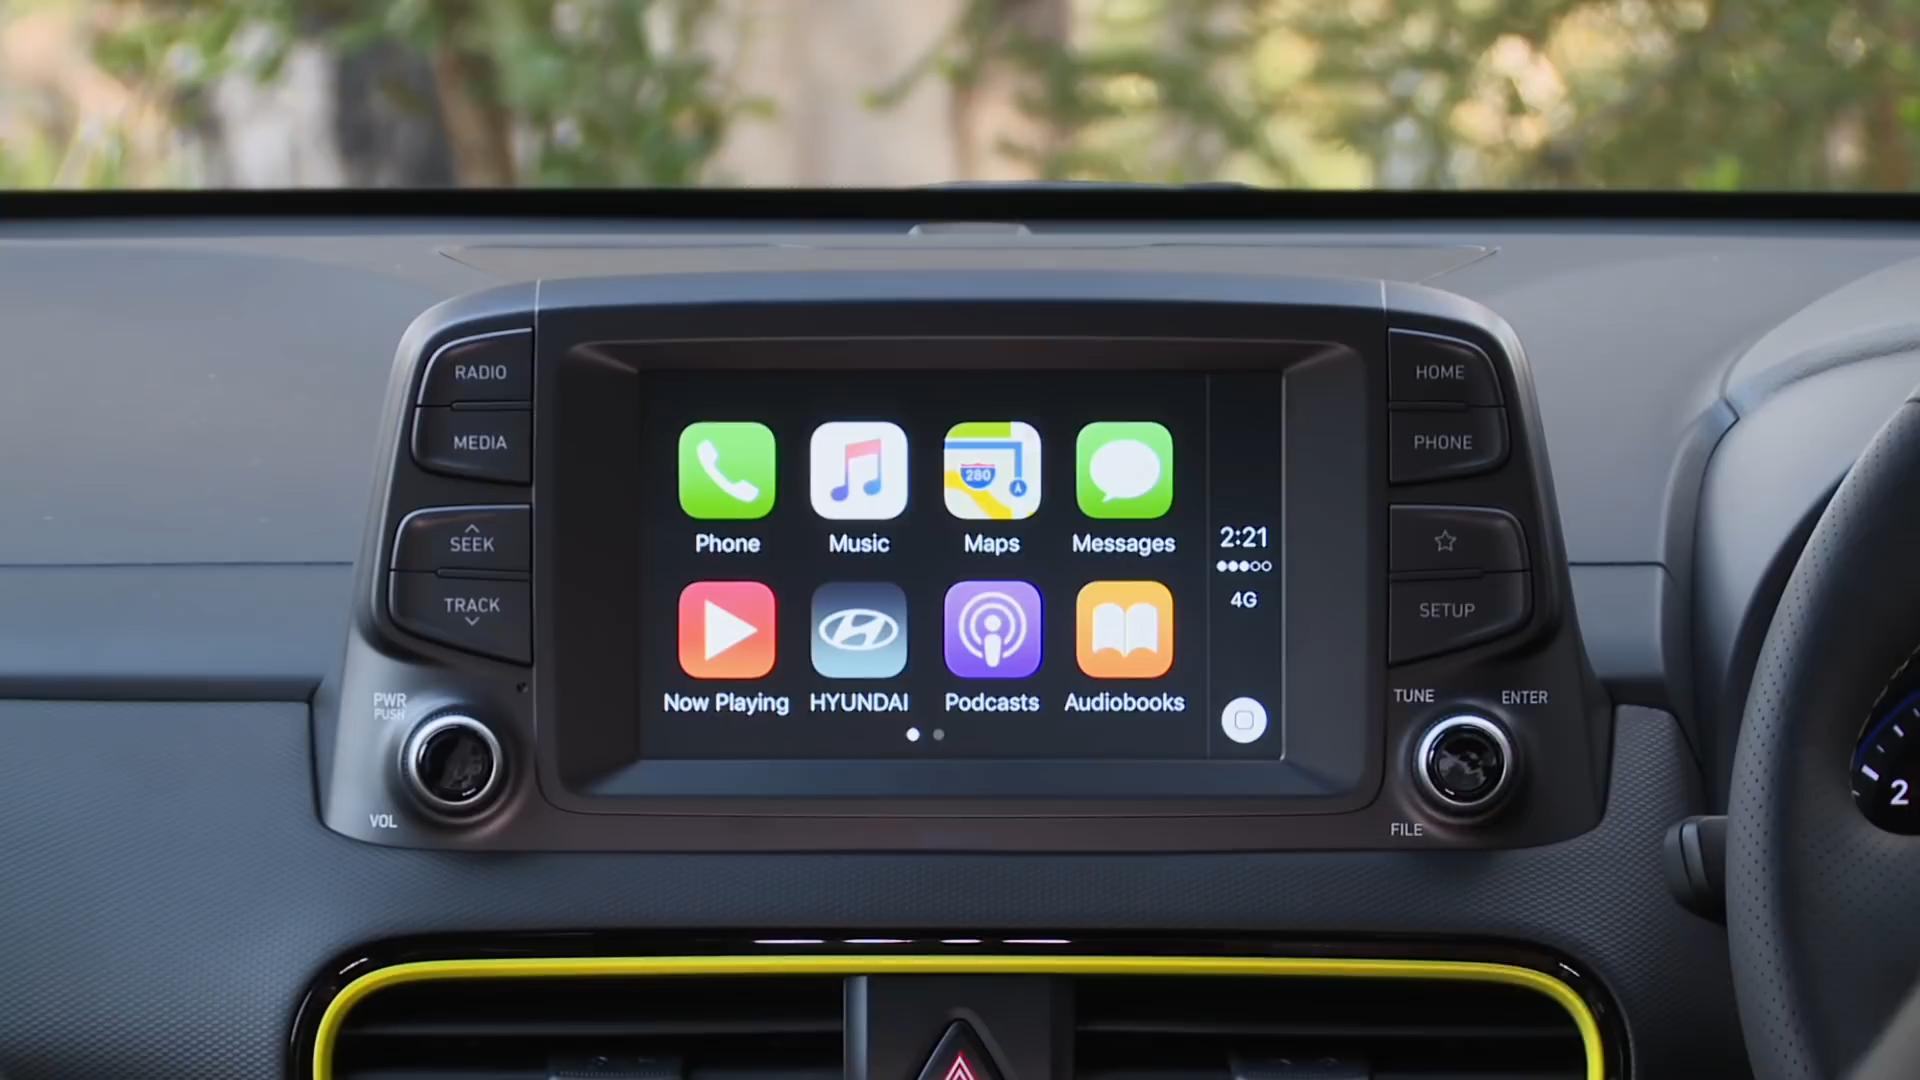 RADIO
MEDIA
SEEK
TRACK
PWR
PUSH
VOL
280
A
Phone
Music
Maps
Messages
Now Playing
HYUNDAI
Podcasts
Audiobooks
2:21
4G
HOME
PHONE
SETUP
TUNE
ENTER
FILE
2